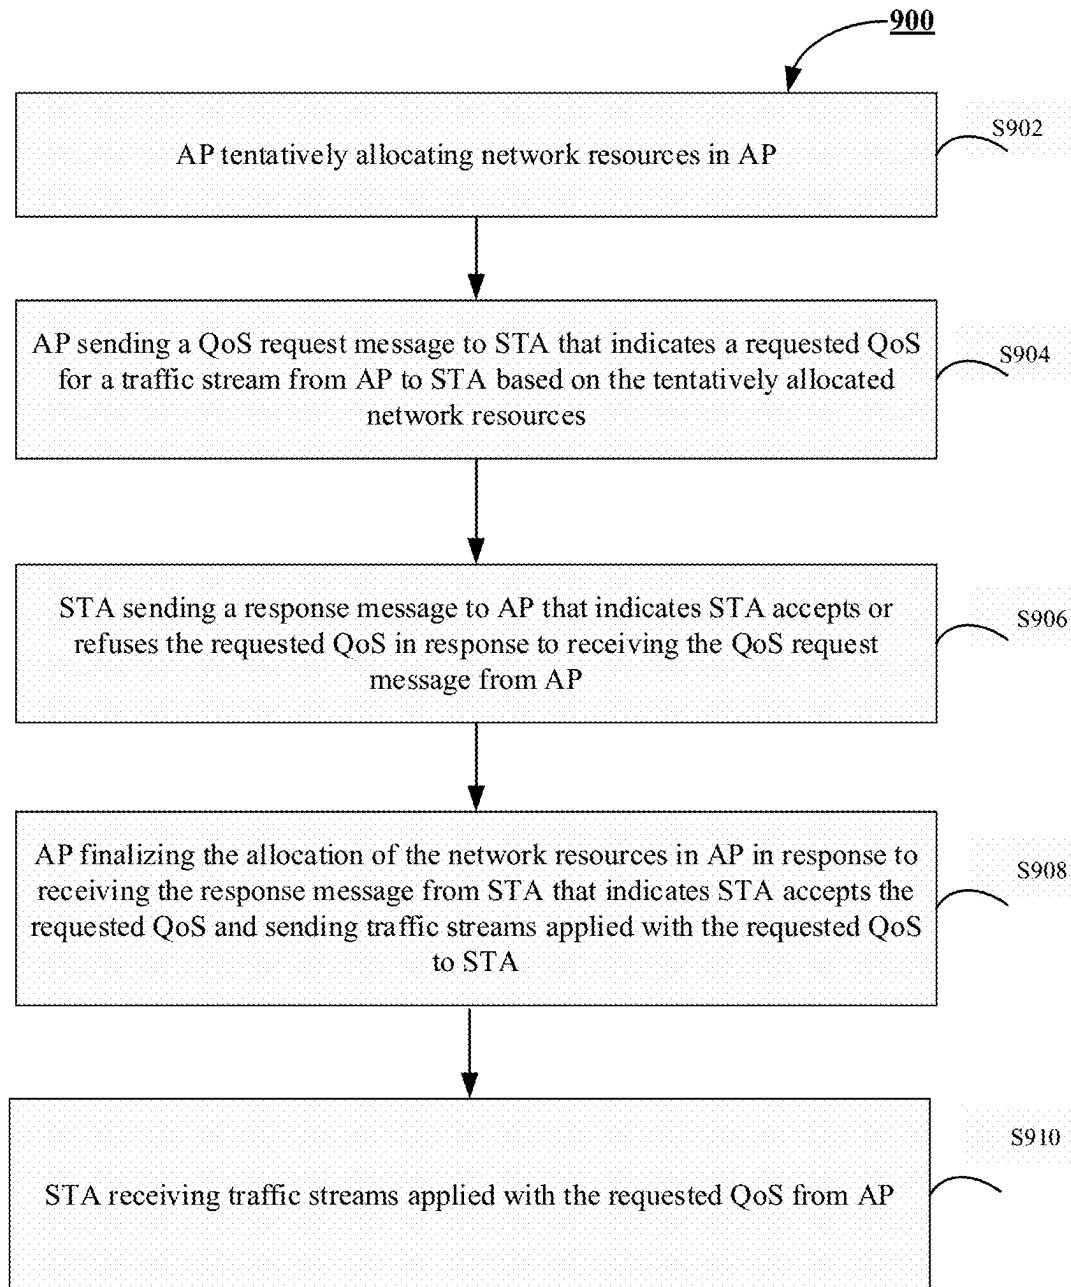 900
AP tentatively allocating network resources in AP
S902
AP sending a QoS request message to STA that indicates a requested QoS
for a traffic stream from AP to STA based on the tentatively allocated
network resources
S904
STA sending a response message to AP that indicates STA accepts or
refuses the requested QoS in response to receiving the QoS request
message from AP
S906
AP finalizing the allocation of the network resources in AP in response to
receiving the response message from STA that indicates STA accepts the
requested QoS and sending traffic streams applied with the requested QoS
to STA
S908
STA receiving traffic streams applied with the requested QoS from AP
S910